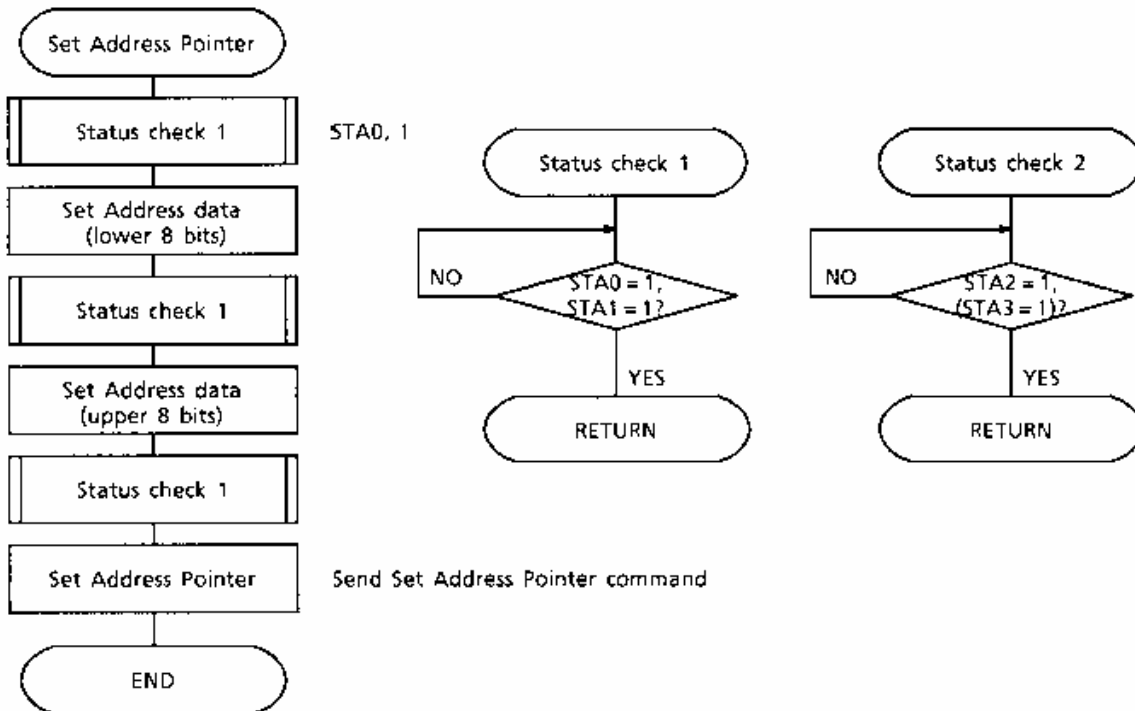 Set Address Pointer
Status check 1
STA0, 1
Set Address data
(lower 8 bits)
Status check 1
Set Address data
(upper 8 bits)
Status check 1
Set Address Pointer
Send Set Address Pointer command
END
Status check 1
NO
STA0 = 1,
STA1 = 1?
YES
RETURN
Status check 2
NO
STA2 = 1,
(STA3 = 1)?
YES
RETURN